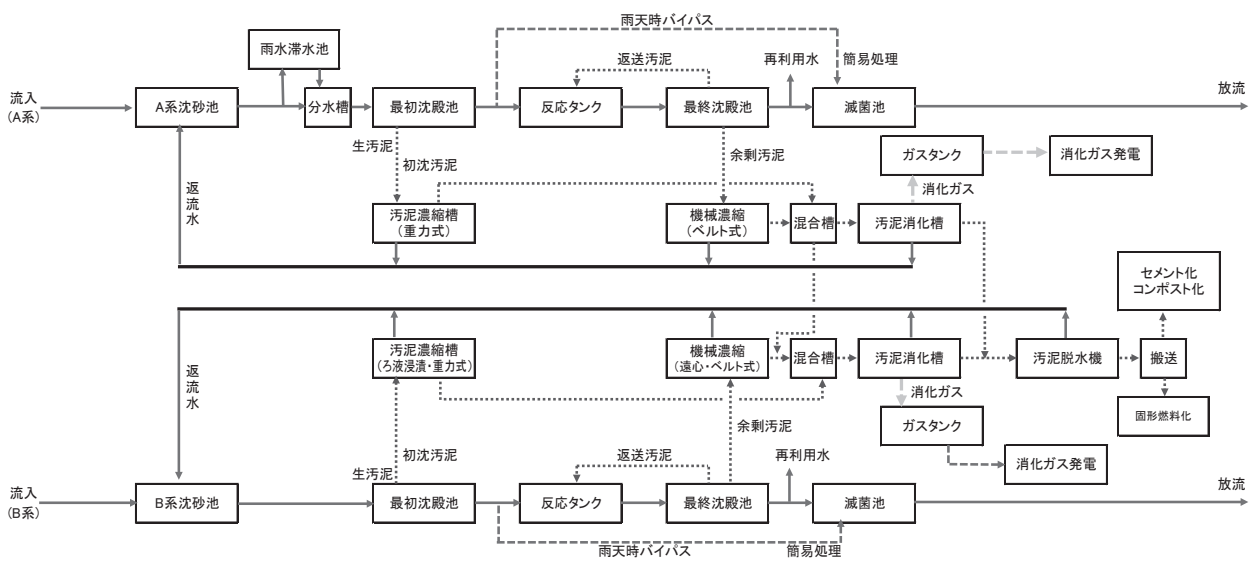 雨天時バイパス
雨水滞水池
返送汚泥
再利用水
簡易処理
流入
(A系)
A系沈砂池
分水槽
最初沈殿池
反応タンク
最終沈殿池
滅菌池
放流
生汚泥
初沈汚泥
余剰汚泥
ガスタンク
消化ガス発電
消化ガス
返流水
汚泥濃縮槽
(重力式)
機械濃縮
(ベルト式)
混合槽
汚泥消化槽
セメント化
コンポスト化
返流水
汚泥濃縮槽
(ろ液浸漬・重力式)
機械濃縮
(遠心・ベルト式)
混合槽
汚泥消化槽
汚泥脱水機
搬送
消化ガス
固形燃料化
ガスタンク
初沈汚泥
生汚泥
余剰汚泥
返送汚泥
再利用水
消化ガス発電
流入
(B系)
B系沈砂池
最初沈殿池
反応タンク
最終沈殿池
滅菌池
放流
雨天時バイパス
簡易処理